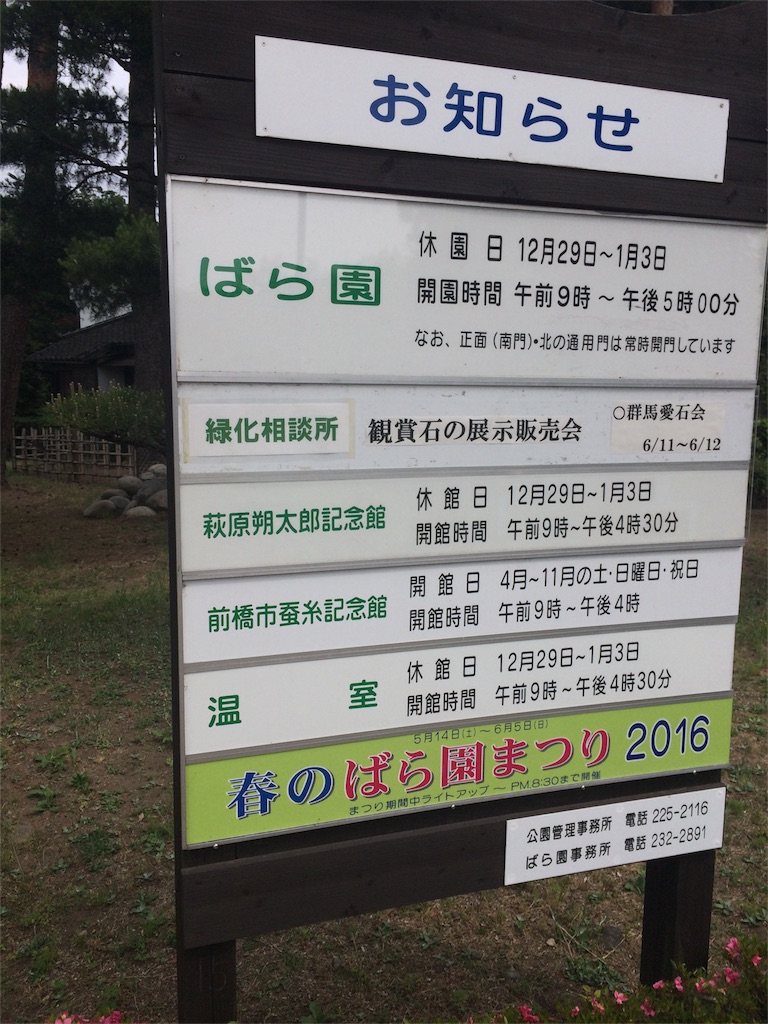 お知らせ
ばら園
休園日 12月29日～1月3日
開園時間 午前9時～午後5時00分
なお、正面(南門)・北の通用門は常時開門しています
緑化相談所
観賞石の展示販売会
○群馬愛石会
6/11～6/12
萩原朔太郎記念館
休館日 12月29日~1月3日
開館時間 午前9時~午後4時30分
前橋市蚕糸記念館
開館日 4月~11月の土・日曜日・祝日
開館時間 午前9時~午後4時
温室
休館日 12月29日~1月3日
開館時間 午前9時~午後4時30分
5月14日(土)～6月5日(日)
春のばら園まつり 2016
まつり期間中ライトアップ ～ PM.8:30まで開催
公園管理事務所 電話 225-2116
ばら園事務所 電話 232-2891